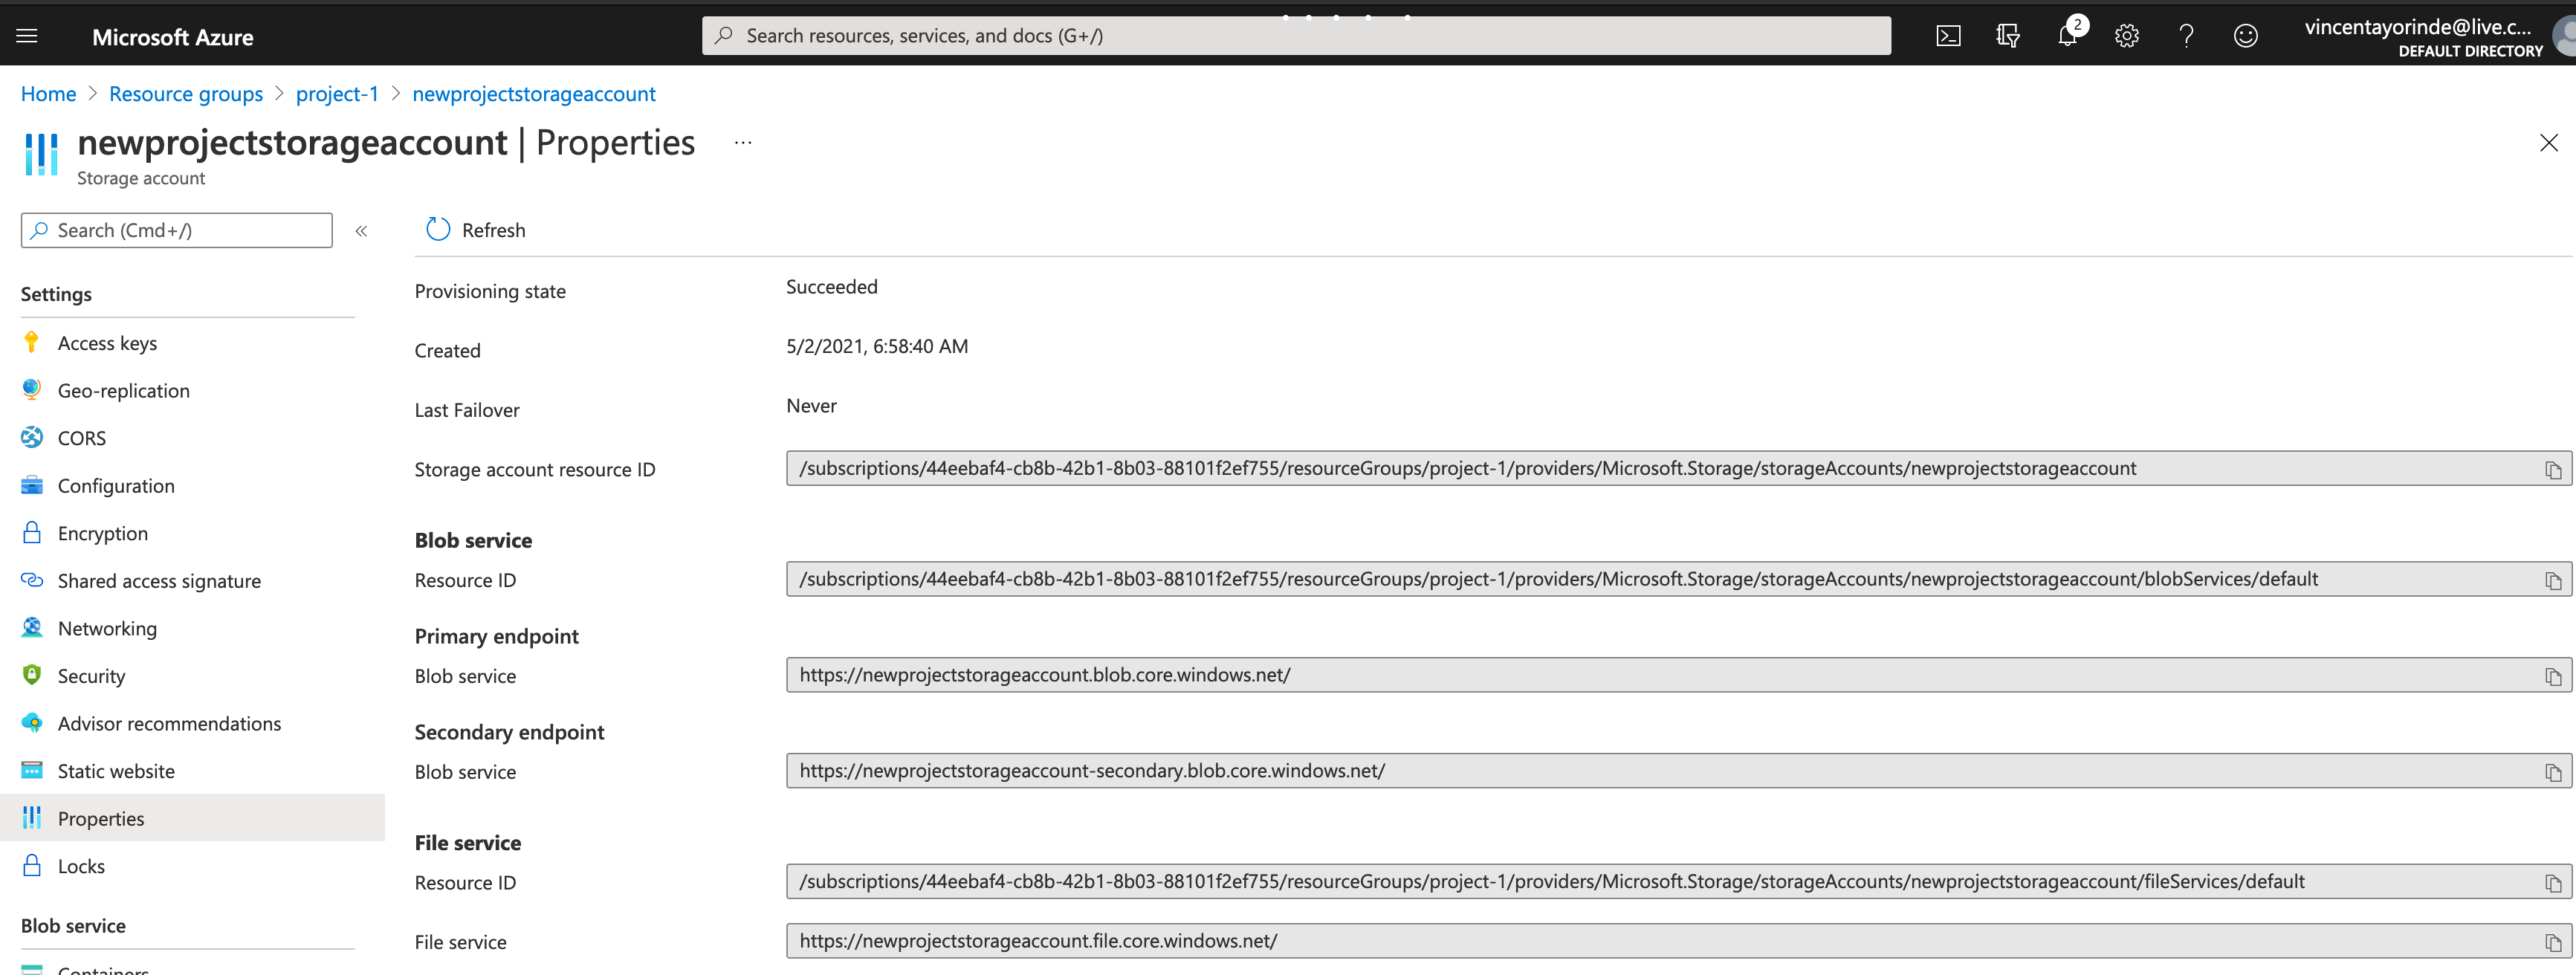 Microsoft Azure
Search resources, services, and docs (G+/)
2
vincentayorinde@live.c...
DEFAULT DIRECTORY
Home > Resource groups > project-1 > newprojectstorageaccount
newprojectstorageaccount | Properties ...
Storage account
Search (Cmd+/)
«
Refresh
Settings
Access keys
Geo-replication
CORS
Configuration
Encryption
Shared access signature
Networking
Security
Advisor recommendations
Static website
Properties
Locks
Blob service
Containers
Provisioning state Succeeded
Created 5/2/2021, 6:58:40 AM
Last Failover Never
Storage account resource ID /subscriptions/44eebaf4-cb8b-42b1-8b03-88101f2ef755/resourceGroups/project-1/providers/Microsoft.Storage/storageAccounts/newprojectstorageaccount
Blob service
Resource ID /subscriptions/44eebaf4-cb8b-42b1-8b03-88101f2ef755/resourceGroups/project-1/providers/Microsoft.Storage/storageAccounts/newprojectstorageaccount/blobServices/default
Primary endpoint
Blob service https://newprojectstorageaccount.blob.core.windows.net/
Secondary endpoint
Blob service https://newprojectstorageaccount-secondary.blob.core.windows.net/
File service
Resource ID /subscriptions/44eebaf4-cb8b-42b1-8b03-88101f2ef755/resourceGroups/project-1/providers/Microsoft.Storage/storageAccounts/newprojectstorageaccount/fileServices/default
File service https://newprojectstorageaccount.file.core.windows.net/